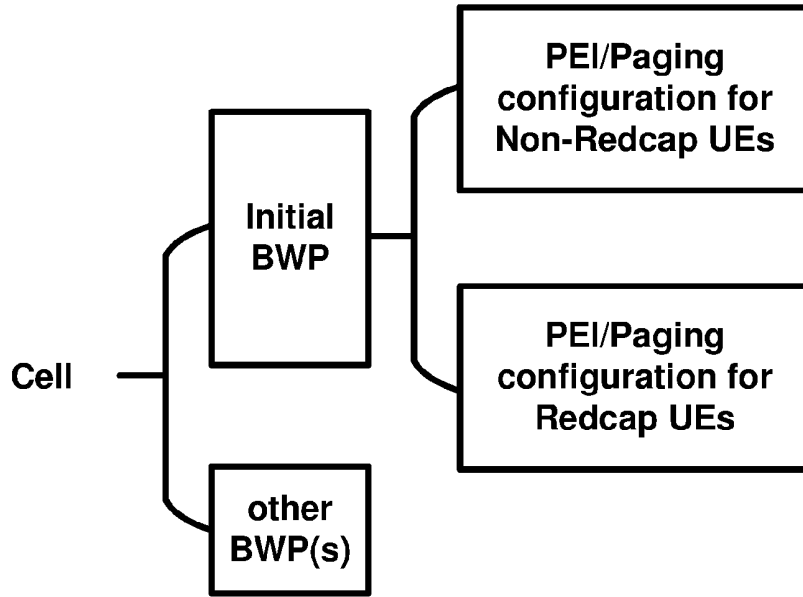 PEI/Paging
configuration for
Non-Redcap UEs
Initial
BWP
PEI/Paging
configuration for
Redcap UEs
Cell
other
BWP(s)